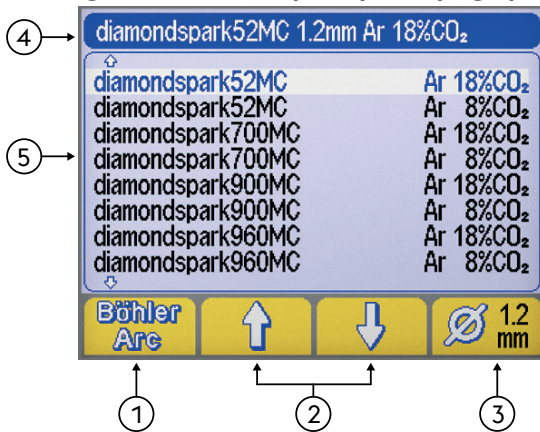 4
diamondspark52MC 1.2mm Ar 18%CO₂
diamondspark52MC Ar 18%CO₂
diamondspark52MC Ar 8%CO₂
5
diamondspark700MC Ar 18%CO₂
diamondspark700MC Ar 8%CO₂
diamondspark900MC Ar 18%CO₂
diamondspark900MC Ar 8%CO₂
diamondspark960MC Ar 18%CO₂
diamondspark960MC Ar 8%CO₂
Böhler
Arc
1.2
mm
1
2
3